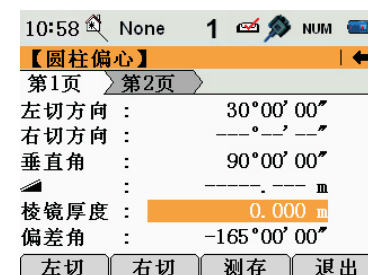 10:58 None 1 NUM
【圆柱偏心】
第1页 第2页
左切方向 : 30°00′00″
右切方向 : ---°--′--″
垂直角 : 90°00′00″
: -----.--- m
棱镜厚度 : 0.000 m
偏差角 : -165°00′00″
左切 右切 测存 退出